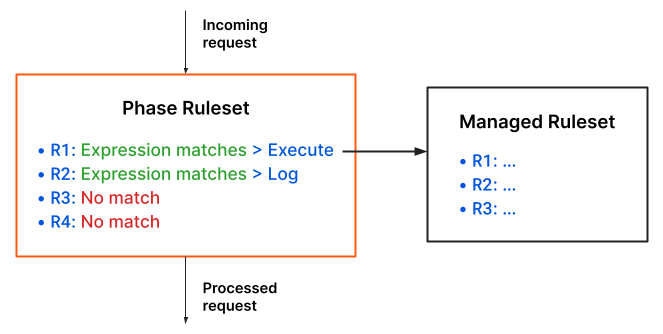 Incoming
request
Phase Ruleset
• R1: Expression matches > Execute
• R2: Expression matches > Log
• R3: No match
• R4: No match
Managed Ruleset
• R1: ...
• R2: ...
• R3: ...
Processed
request